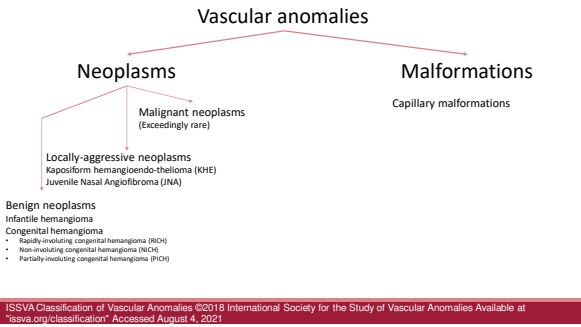 Vascular anomalies
Neoplasms
Malformations
Capillary malformations
Malignant neoplasms
(Exceedingly rare)
Locally-aggressive neoplasms
Kaposiform hemangioendo-thelioma (KHE)
Juvenile Nasal Angiofibroma (JNA)
Benign neoplasms
Infantile hemangioma
Congenital hemangioma
• Rapidly-involuting congenital hemangioma (RICH)
• Non-involuting congenital hemangioma (NICH)
• Partially-involuting congenital hemangioma (PICH)
ISSVA Classification of Vascular Anomalies ©2018 International Society for the Study of Vascular Anomalies Available at
"issva.org/classification" Accessed August 4, 2021